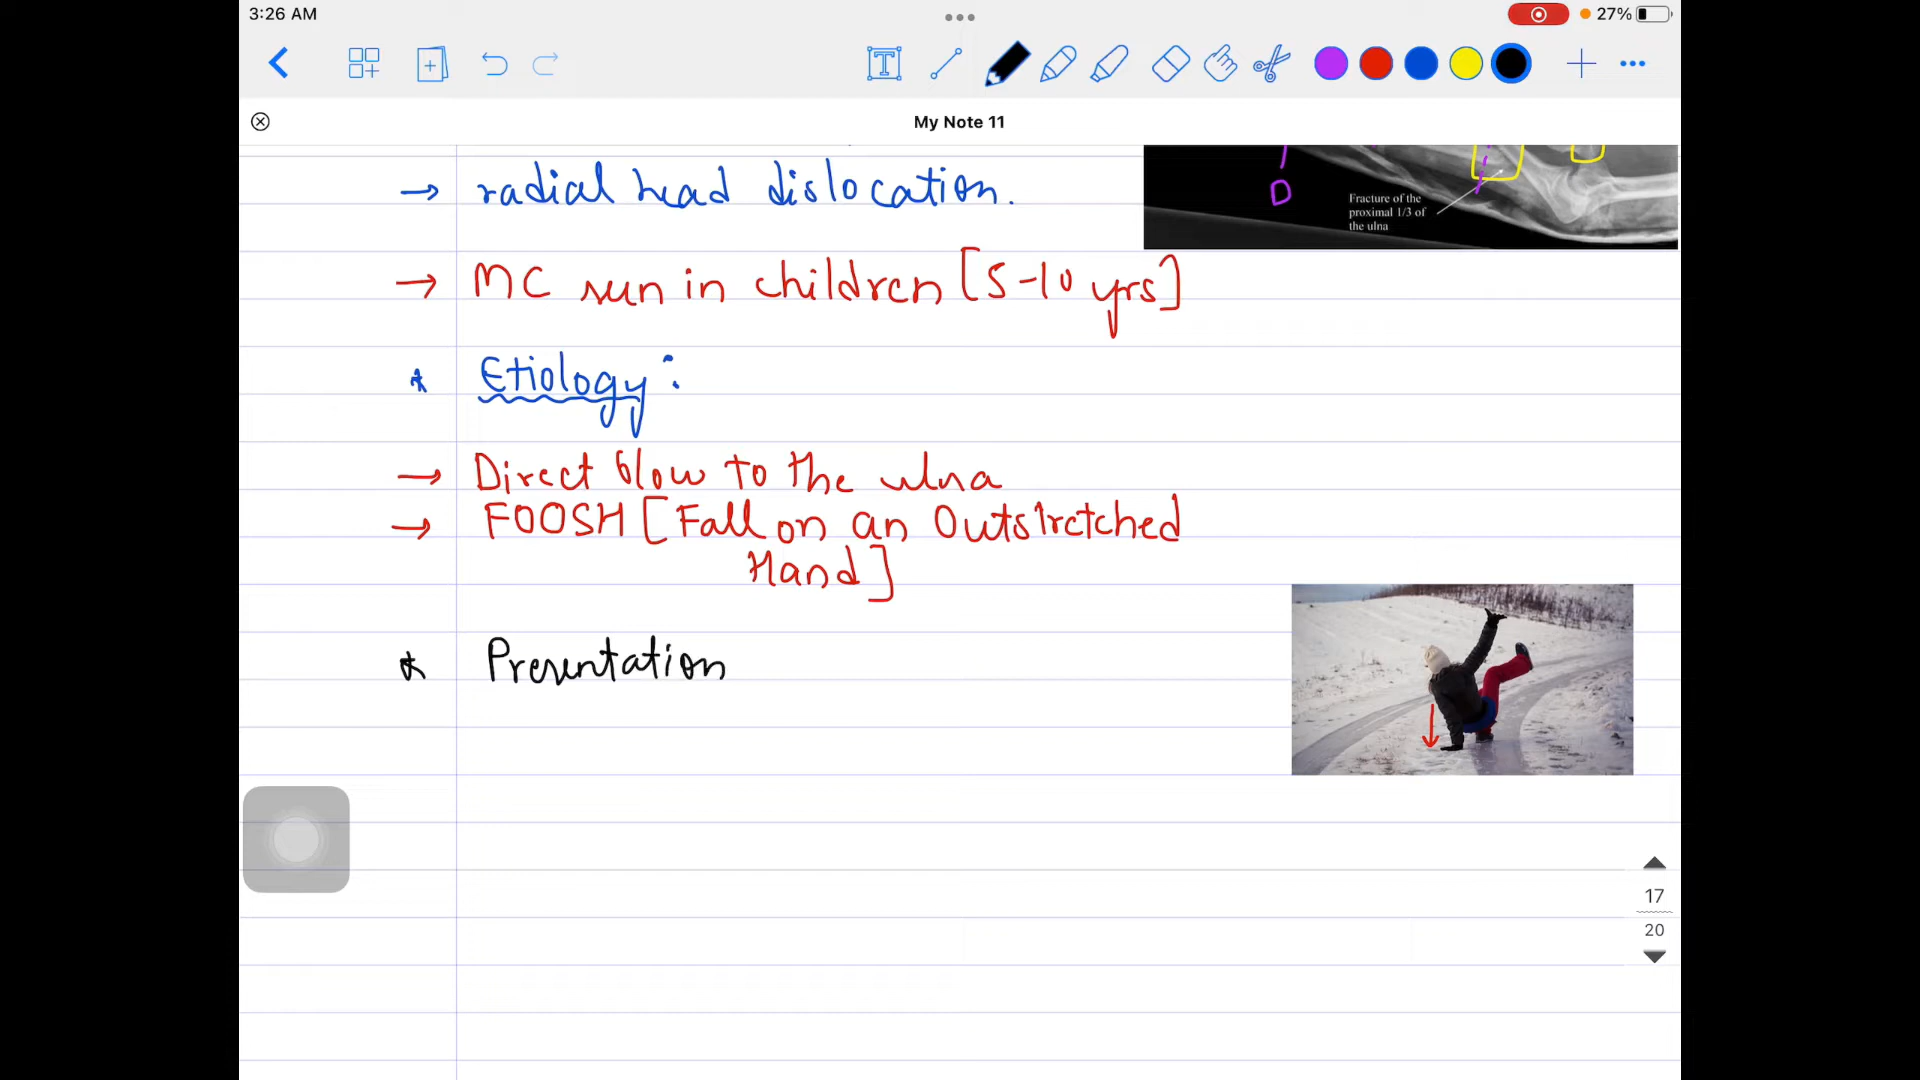 3:26 AM
27%
My Note 11
→ radial head dislocation.
D
Fracture of the
proximal 1/3 of
the ulna
→ MC seen in children [5-10 yrs]
* Etiology:
→ Direct blow to the ulna
→ FOOSH [Fall on an Outstretched
Hand]
* Presentation
17
20